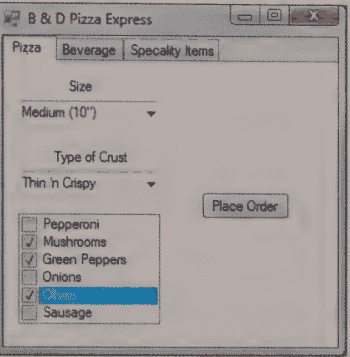 B & D Pizza Express
Pizza Beverage Specality Items
Size
Medium (10")
Type of Crust
Thin 'n Crispy
Place Order
Pepperoni
Mushrooms
Green Peppers
Onions
Olives
Sausage